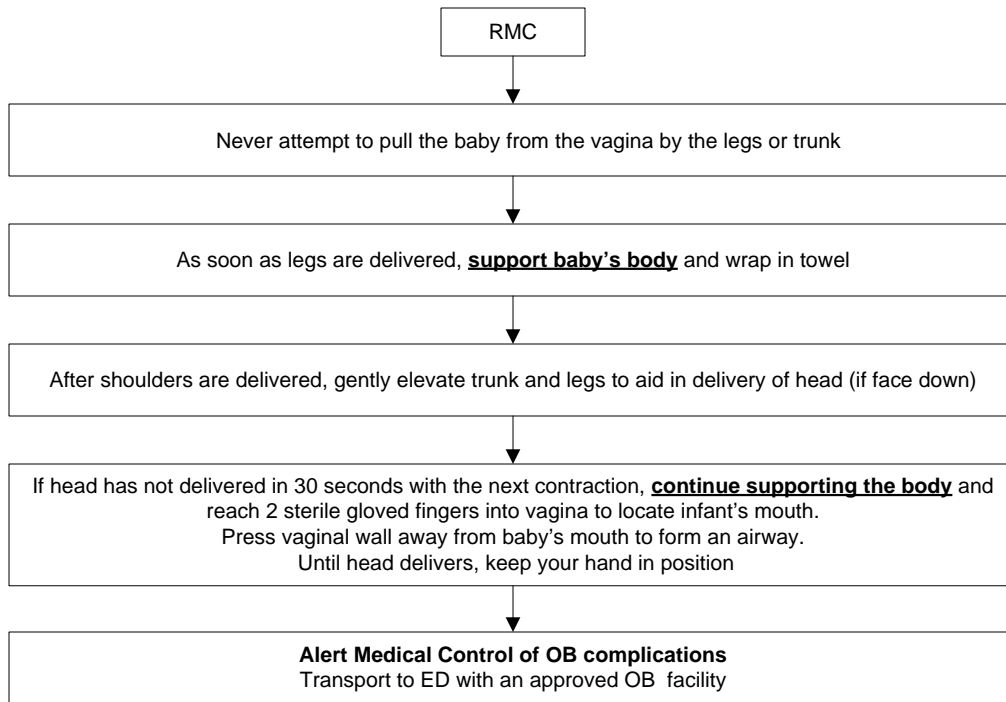 RMC
Never attempt to pull the baby from the vagina by the legs or trunk
As soon as legs are delivered, support baby’s body and wrap in towel
After shoulders are delivered, gently elevate trunk and legs to aid in delivery of head (if face down)
If head has not delivered in 30 seconds with the next contraction, continue supporting the body and
reach 2 sterile gloved fingers into vagina to locate infant’s mouth.
Press vaginal wall away from baby’s mouth to form an airway.
Until head delivers, keep your hand in position
Alert Medical Control of OB complications
Transport to ED with an approved OB facility